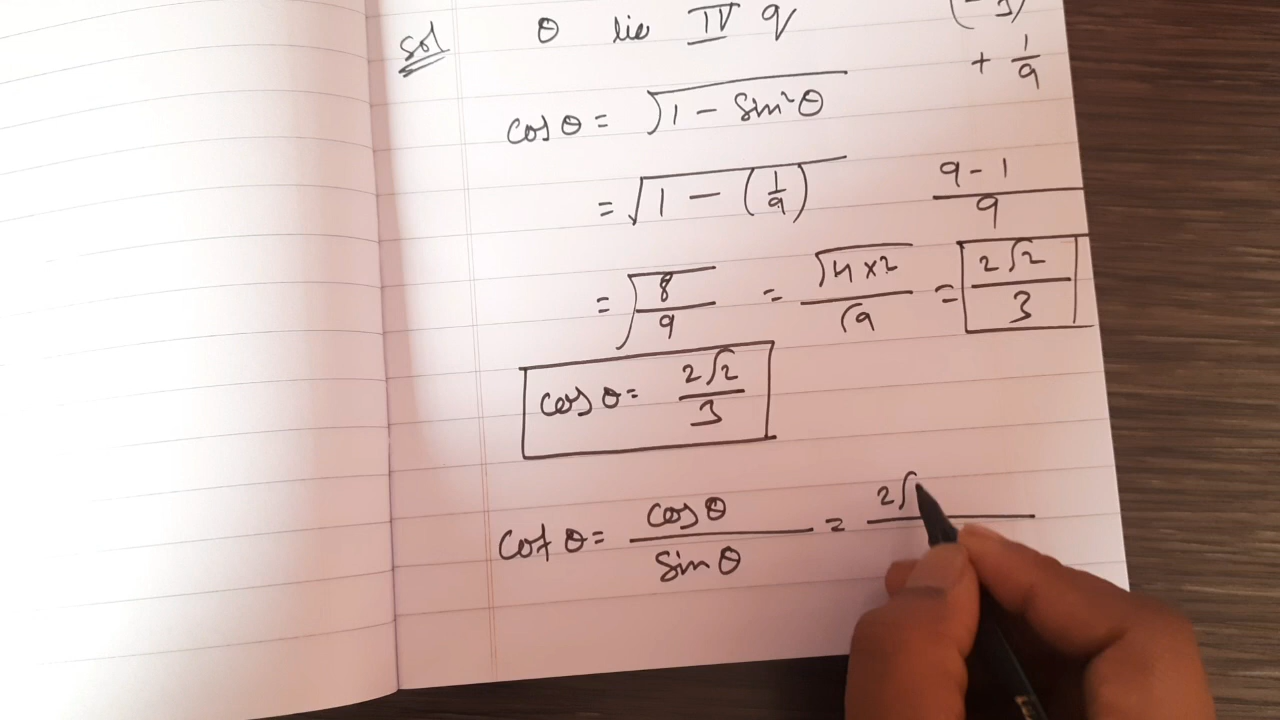 Sol θ lie IV q
+ 1/9
cos θ = √(1 - sin²θ)
= √(1 - (1/9))
(9 - 1)/9
= √(8/9) = √(4×2)/√9 = 2√2/3
cos θ = 2√2/3
cot θ = cos θ/sin θ = 2√